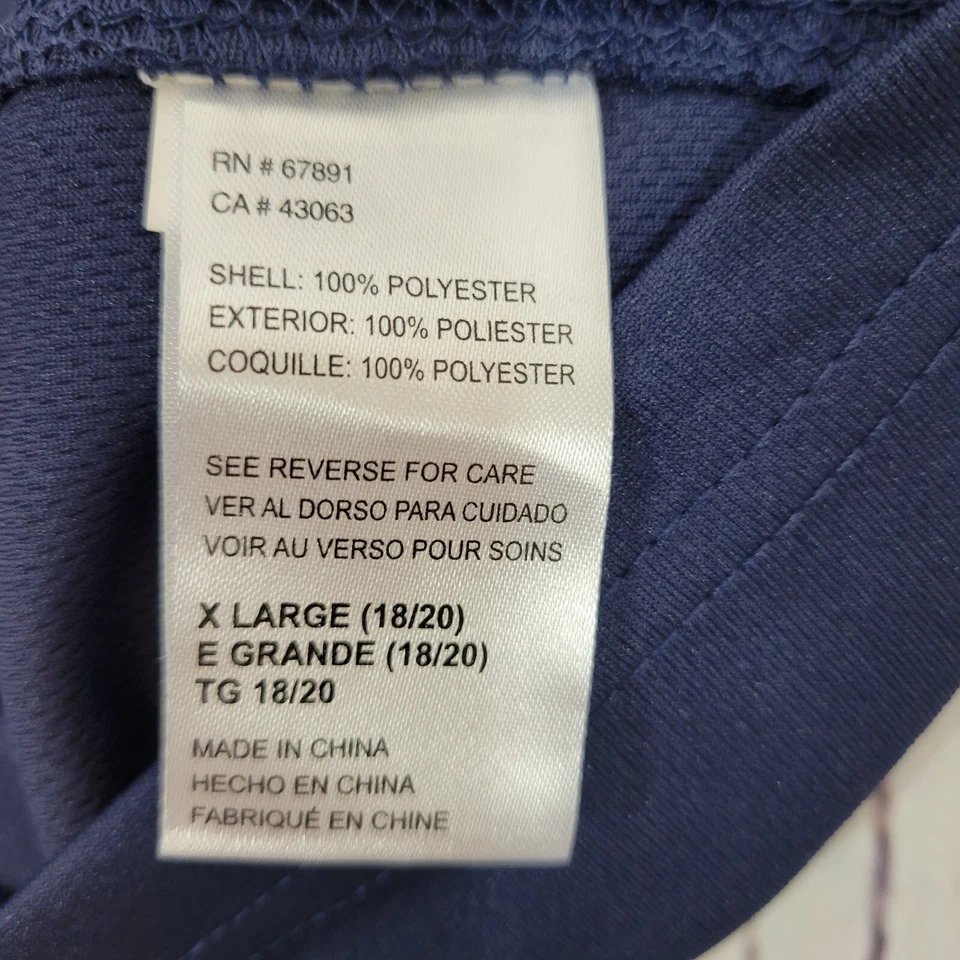 RN # 67891
CA # 43063
SHELL: 100% POLYESTER
EXTERIOR: 100% POLIESTER
COQUILLE: 100% POLYESTER
SEE REVERSE FOR CARE
VER AL DORSO PARA CUIDADO
VOIR AU VERSO POUR SOINS
X LARGE (18/20)
E GRANDE (18/20)
TG 18/20
MADE IN CHINA
HECHO EN CHINA
FABRIQUÉ EN CHINE